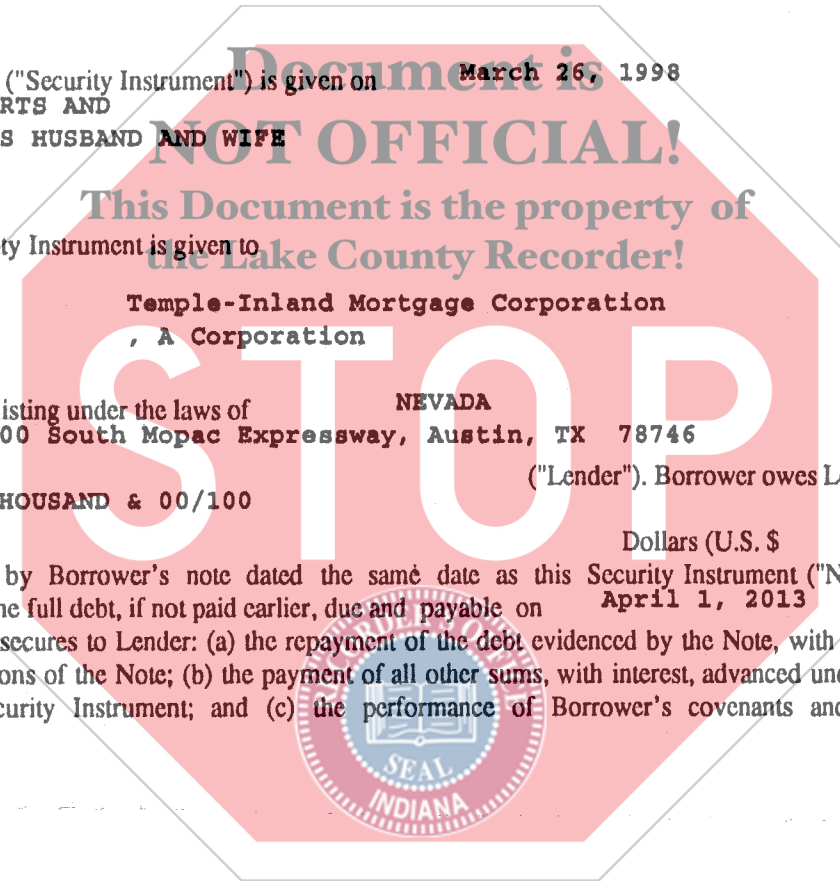 ("Security Instrument") is given on March 26, 1998
RTS AND
S HUSBAND AND WIFE
Document is
NOT OFFICIAL!
This Document is the property of
the Lake County Recorder!
ty Instrument is given to
Temple-Inland Mortgage Corporation
, A Corporation
isting under the laws of NEVADA
00 South Mopac Expressway, Austin, TX 78746
("Lender"). Borrower owes L
HOUSAND & 00/100
Dollars (U.S. $
by Borrower's note dated the same date as this Security Instrument ("N
he full debt, if not paid earlier, due and payable on April 1, 2013
secures to Lender: (a) the repayment of the debt evidenced by the Note, with
ons of the Note; (b) the payment of all other sums, with interest, advanced un
curity Instrument; and (c) the performance of Borrower's covenants and
STOP
RECORDER'S OFFICE
SEAL
INDIANA